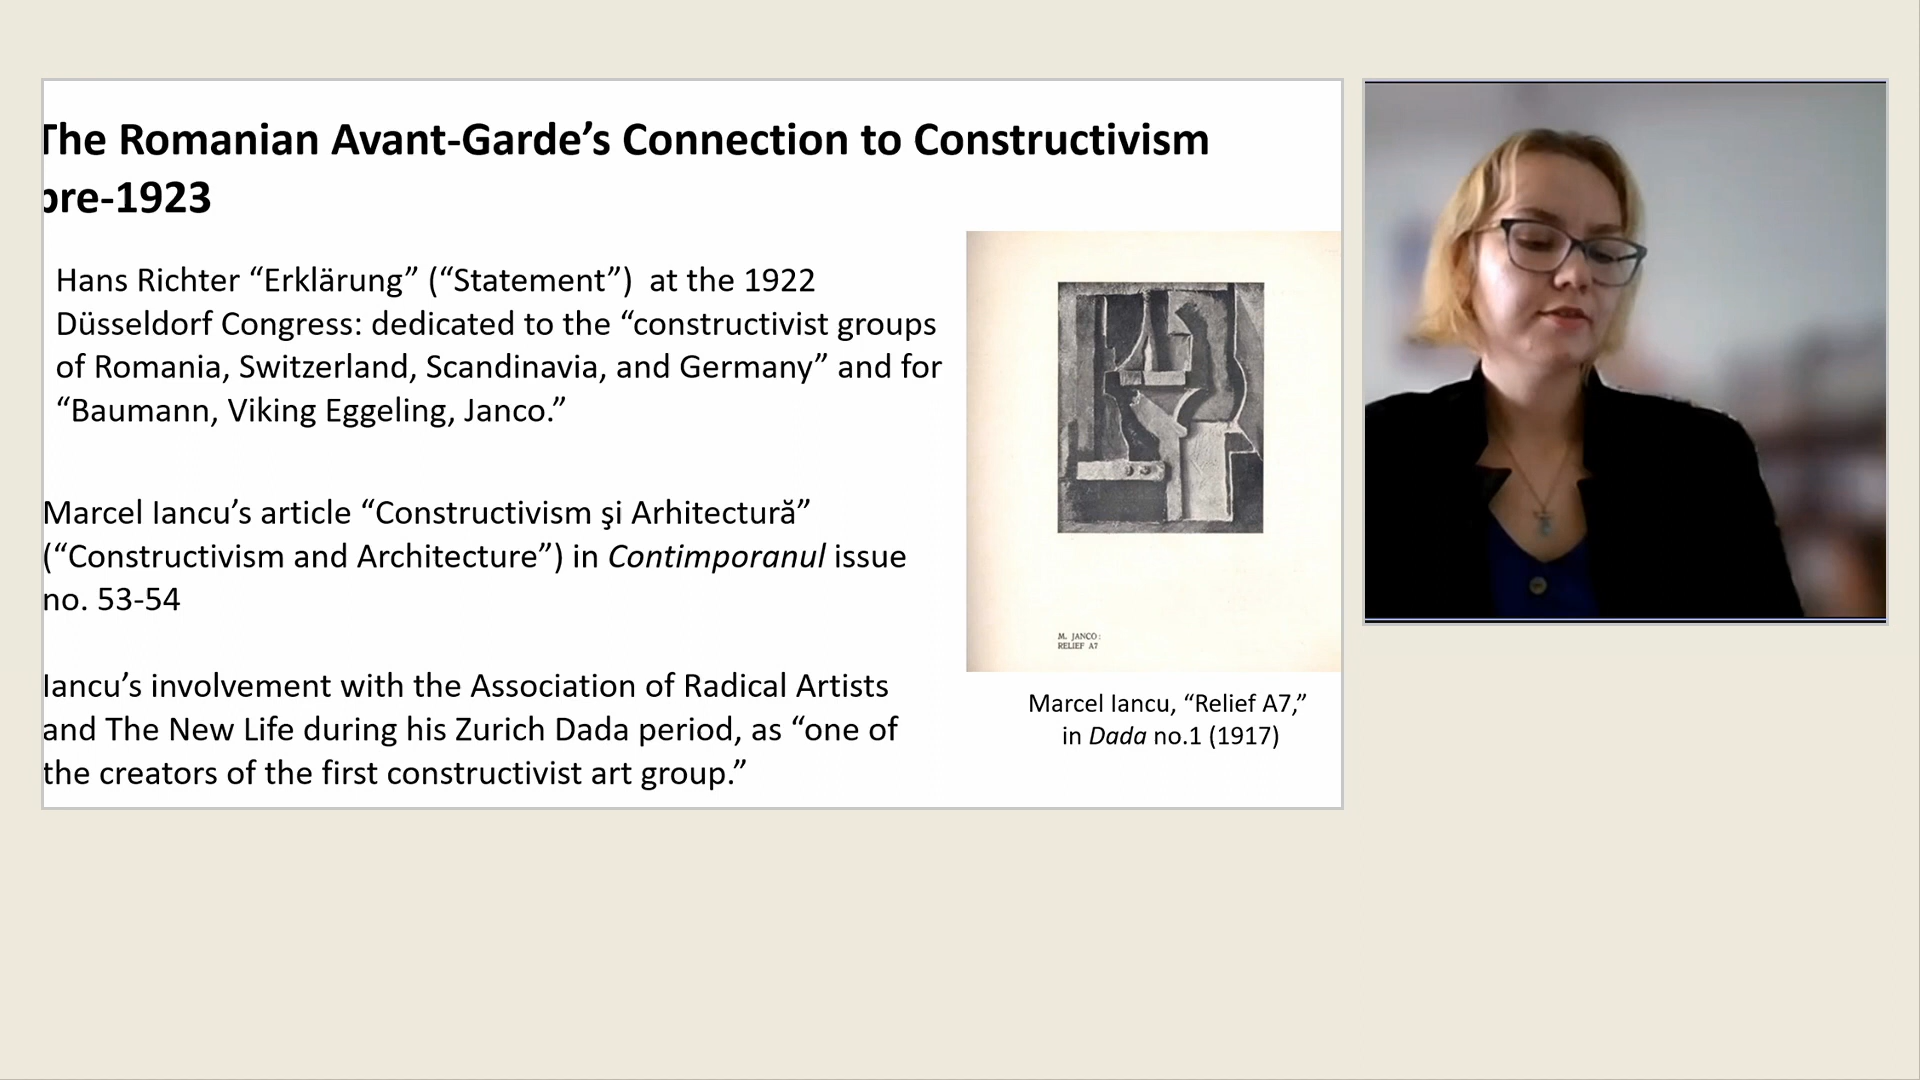 The Romanian Avant-Garde’s Connection to Constructivism
pre-1923
Hans Richter “Erklärung” (“Statement”)  at the 1922
Düsseldorf Congress: dedicated to the “constructivist groups
of Romania, Switzerland, Scandinavia, and Germany” and for
“Baumann, Viking Eggeling, Janco.”
Marcel Iancu’s article “Constructivism şi Arhitectură”
(“Constructivism and Architecture”) in Contimporanul issue
no. 53-54
Iancu’s involvement with the Association of Radical Artists
and The New Life during his Zurich Dada period, as “one of
the creators of the first constructivist art group.”
M. JANCO:
RELIEF A7
Marcel Iancu, “Relief A7,”
in Dada no.1 (1917)